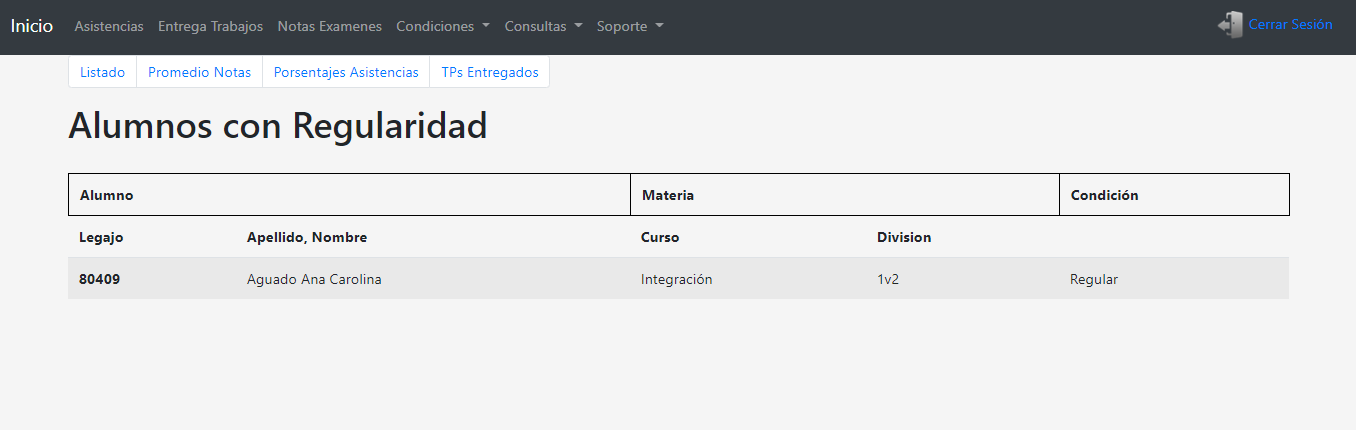 Inicio Asistencias Entrega Trabajos Notas Examenes Condiciones Consultas Soporte Cerrar Sesión
Listado Promedio Notas Porsentajes Asistencias TPs Entregados
Alumnos con Regularidad
Alumno Materia Condición
Legajo Apellido, Nombre Curso Division
80409 Aguado Ana Carolina Integración 1v2 Regular